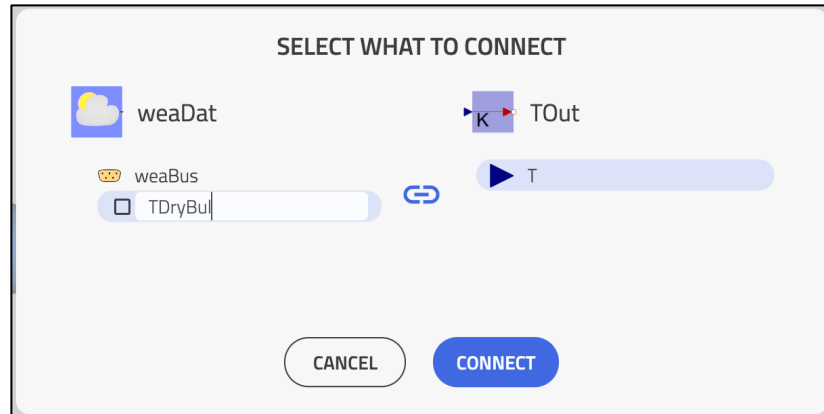 SELECT WHAT TO CONNECT
weaDat
K
TOut
weaBus
T
TDryBul
CANCEL
CONNECT